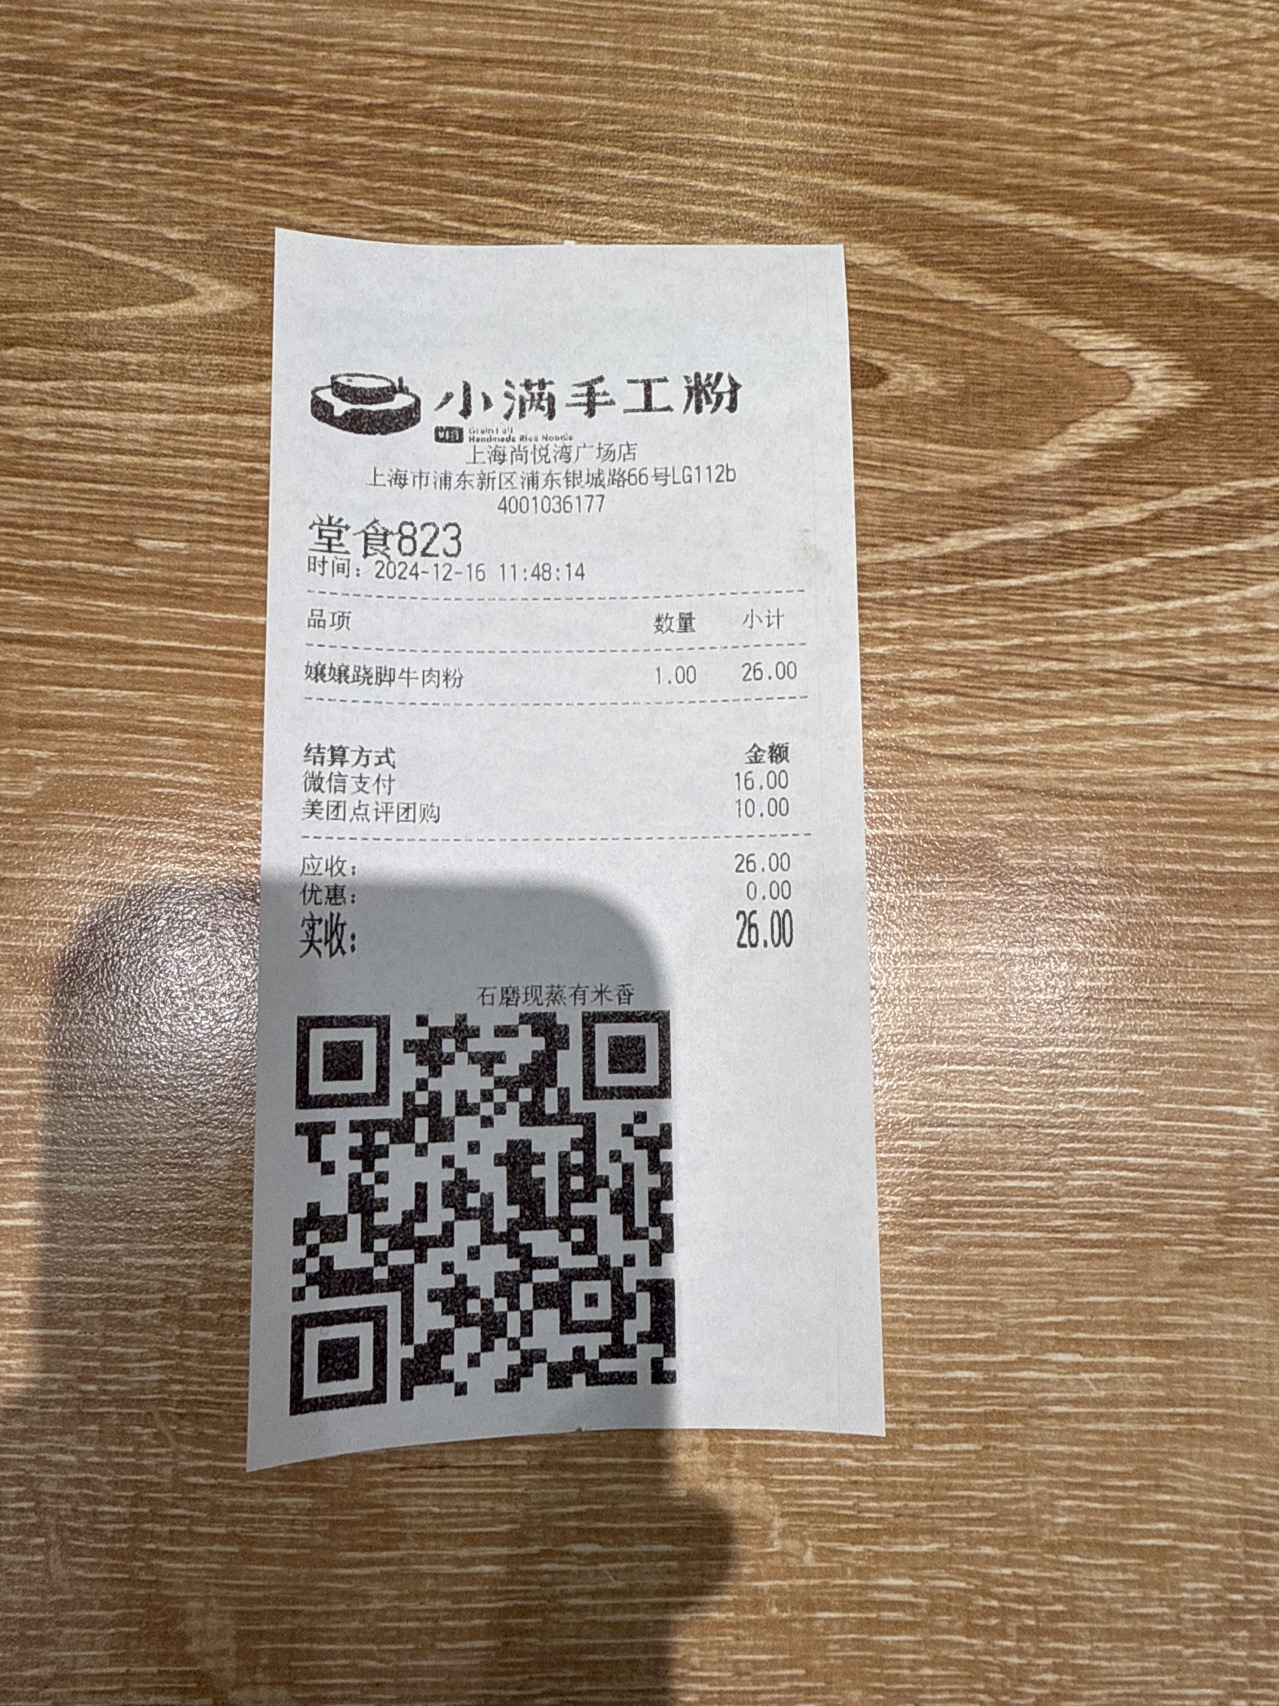 小满手工粉
Handmade Rice Noodle
上海尚悦湾广场店
上海市浦东新区浦东银城路66号LG112b
4001036177
堂食823
时间：2024-12-16 11:48:14
品项 数量 小计
嬢嬢跷脚牛肉粉 1.00 26.00
结算方式 金额
微信支付 16.00
美团点评团购 10.00
应收： 26.00
优惠： 0.00
实收： 26.00
石磨现蒸有米香